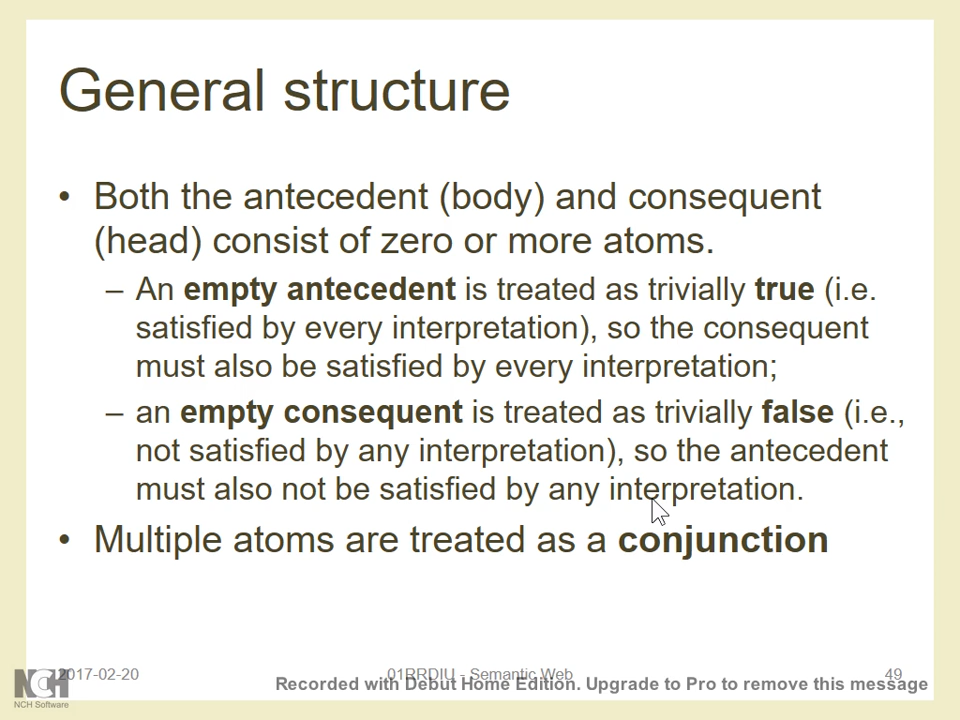 General structure
• Both the antecedent (body) and consequent
(head) consist of zero or more atoms.
– An empty antecedent is treated as trivially true (i.e.
satisfied by every interpretation), so the consequent
must also be satisfied by every interpretation;
– an empty consequent is treated as trivially false (i.e.,
not satisfied by any interpretation), so the antecedent
must also not be satisfied by any interpretation.
• Multiple atoms are treated as a conjunction
2017-02-20
01RRDIU - Semantic Web
49
Recorded with Debut Home Edition. Upgrade to Pro to remove this message
NCH
NCH Software